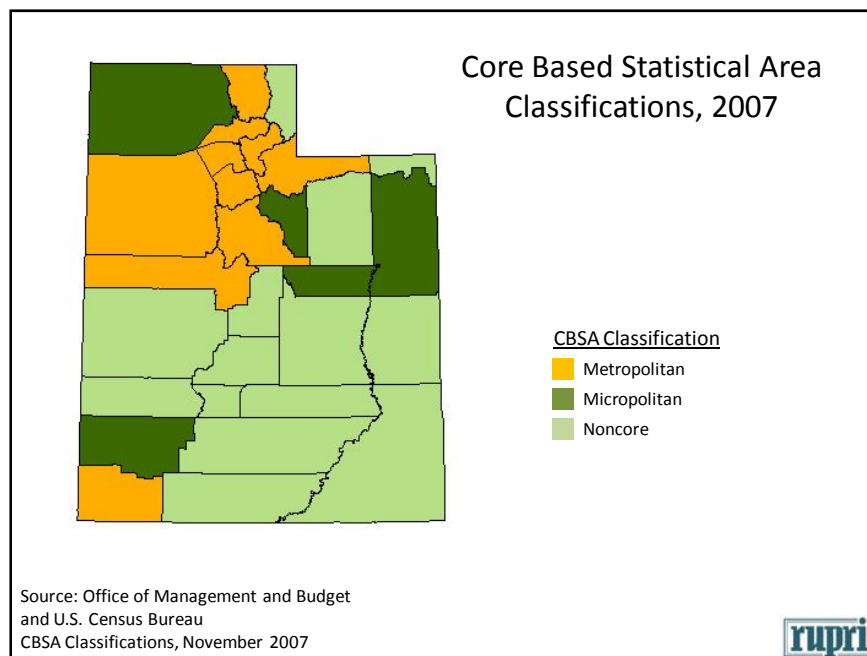 Core Based Statistical Area
Classifications, 2007
CBSA Classification
Metropolitan
Micropolitan
Noncore
Source: Office of Management and Budget
and U.S. Census Bureau
CBSA Classifications, November 2007
rupri